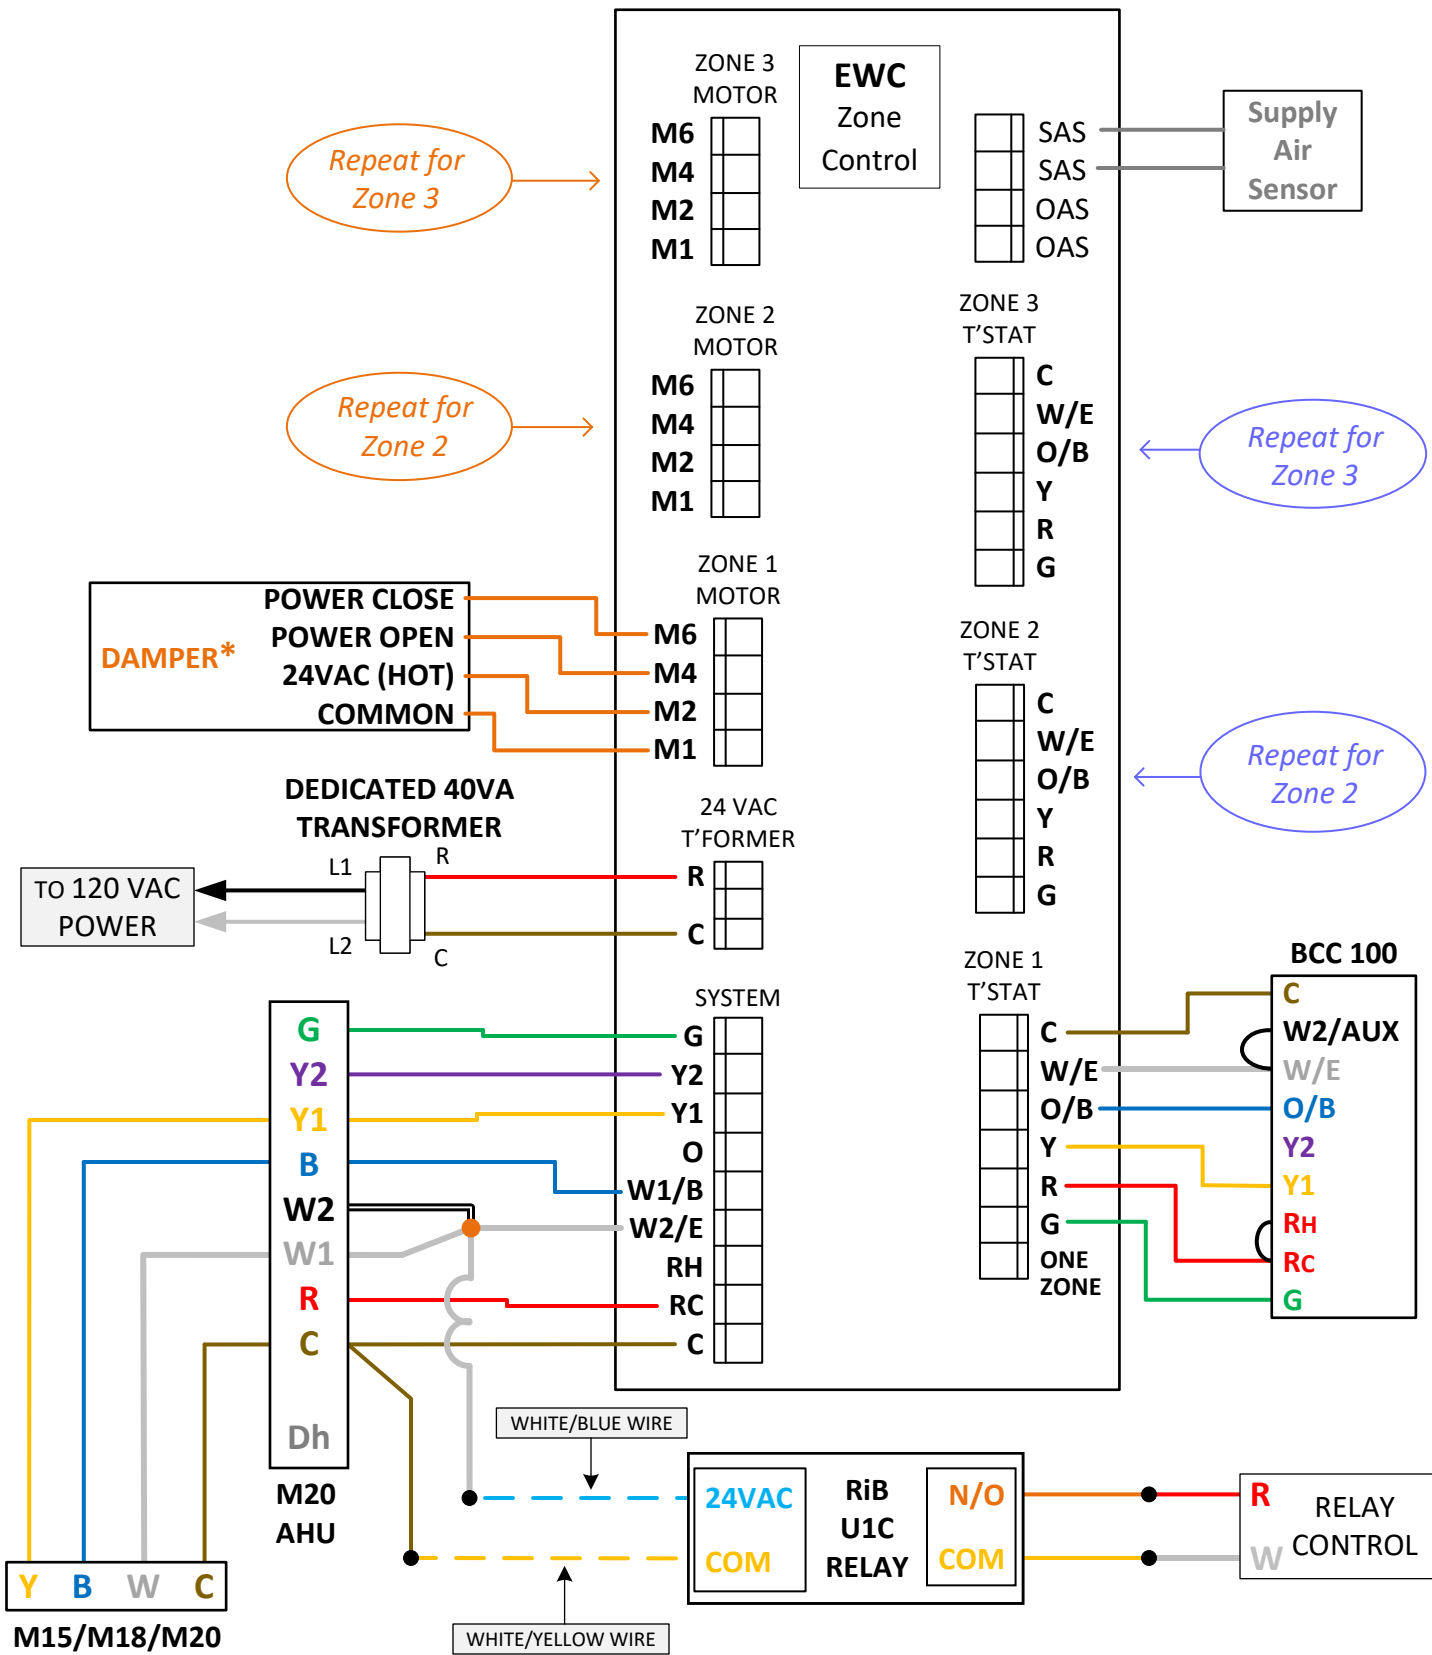 ZONE 3
MOTOR
M6
M4
M2
M1
EWC
Zone
Control
SAS
SAS
OAS
OAS
Supply
Air
Sensor
Repeat for
Zone 3
ZONE 2
MOTOR
M6
M4
M2
M1
Repeat for
Zone 2
ZONE 3
T'STAT
C
W/E
O/B
Y
R
G
Repeat for
Zone 3
ZONE 1
MOTOR
M6
M4
M2
M1
DAMPER*
POWER CLOSE
POWER OPEN
24VAC (HOT)
COMMON
ZONE 2
T'STAT
C
W/E
O/B
Y
R
G
Repeat for
Zone 2
DEDICATED 40VA
TRANSFORMER
L1
R
L2
C
TO 120 VAC
POWER
24 VAC
T'FORMER
R
C
SYSTEM
G
Y2
Y1
O
W1/B
W2/E
RH
RC
C
ZONE 1
T'STAT
C
W/E
O/B
Y
R
G
ONE
ZONE
BCC 100
C
W2/AUX
W/E
O/B
Y2
Y1
RH
RC
G
G
Y2
Y1
B
W2
W1
R
C
Dh
M20
AHU
Y B W C
M15/M18/M20
WHITE/BLUE WIRE
WHITE/YELLOW WIRE
24VAC
COM
RiB
U1C
RELAY
N/O
COM
R
W
RELAY
CONTROL